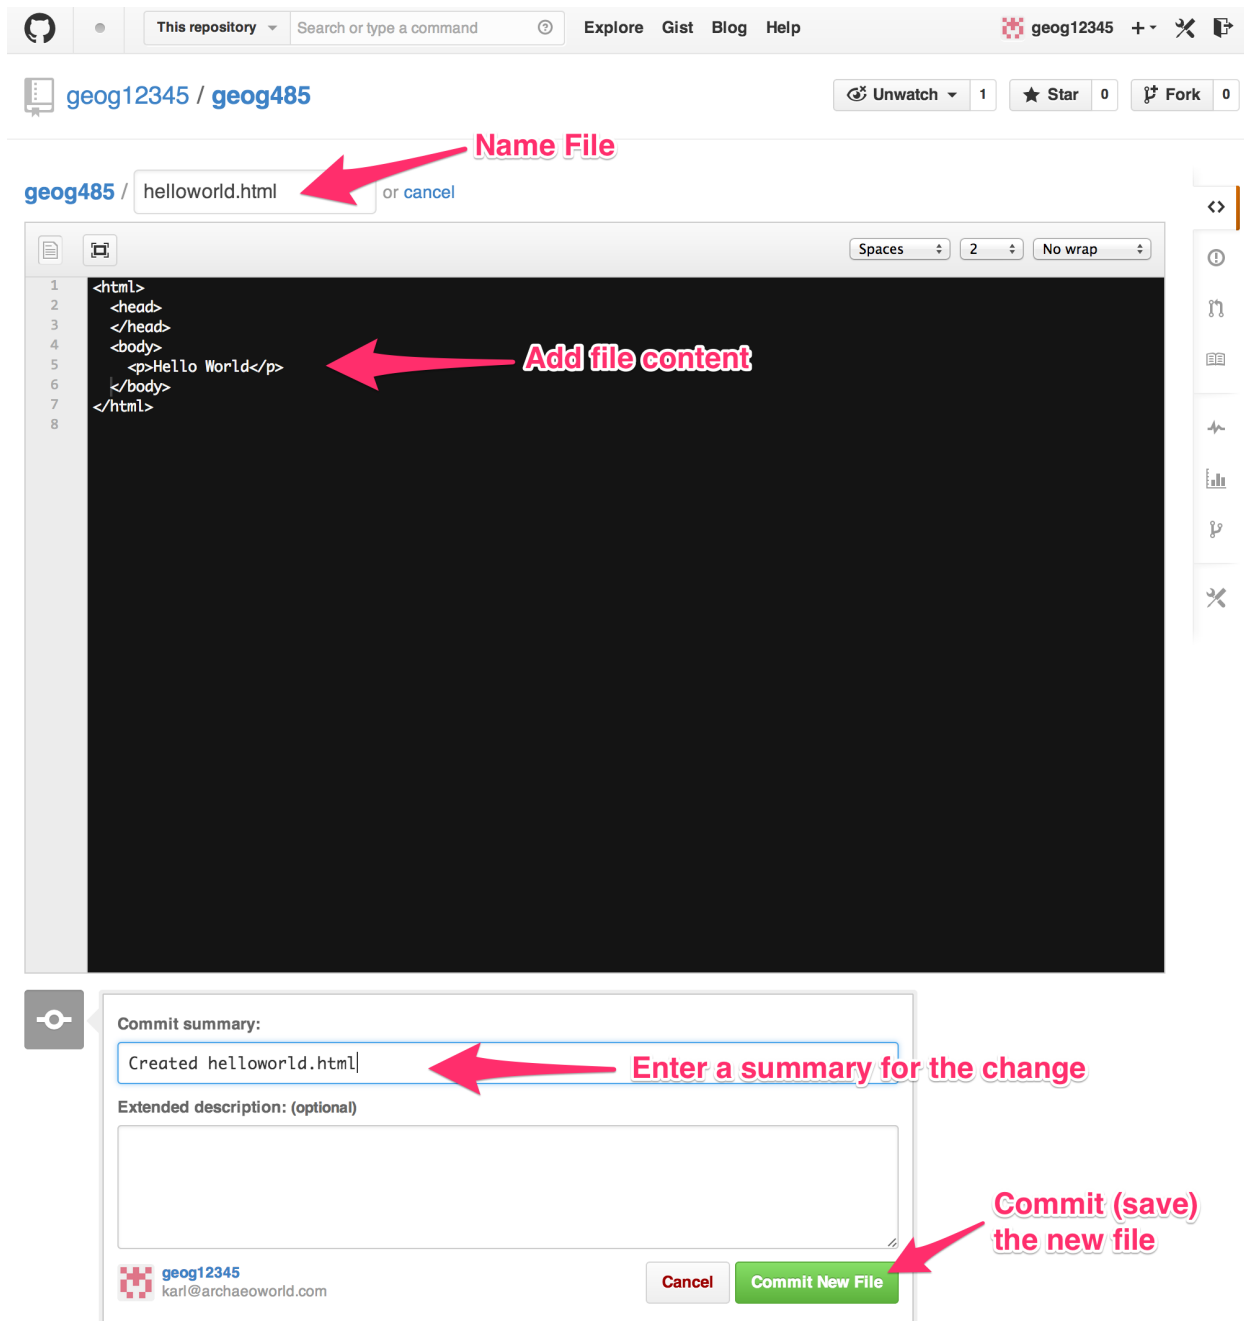 This repository Search or type a command Explore Gist Blog Help geog12345
geog12345 / geog485 Unwatch 1 Star 0 Fork 0
Name File
geog485 / helloworld.html or cancel
Spaces 2 No wrap
1 <html>
2 <head>
3 </head>
4 <body>
5 <p>Hello World</p>
6 </body>
7 </html>
8
Add file content
Commit summary:
Created helloworld.html
Enter a summary for the change
Extended description: (optional)
Commit (save)
the new file
geog12345
karl@archaeoworld.com
Cancel Commit New File